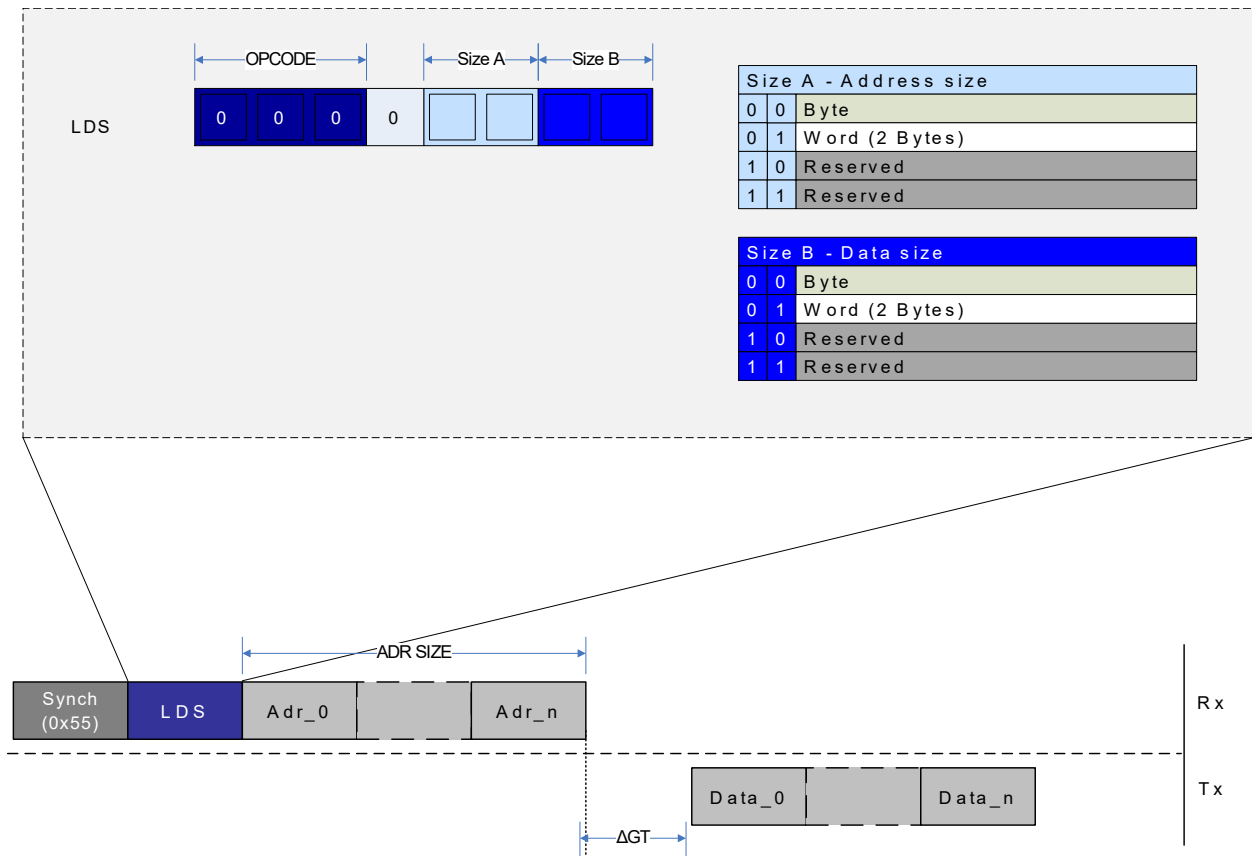 OPCODE Size A Size B
LDS 0 0 0 0
Size A - Address size
0 0 Byte
0 1 Word (2 Bytes)
1 0 Reserved
1 1 Reserved
Size B - Data size
0 0 Byte
0 1 Word (2 Bytes)
1 0 Reserved
1 1 Reserved
ADR SIZE
Synch
(0x55)
LDS Adr_0 Adr_n Rx
Data_0 Data_n Tx
ΔGT